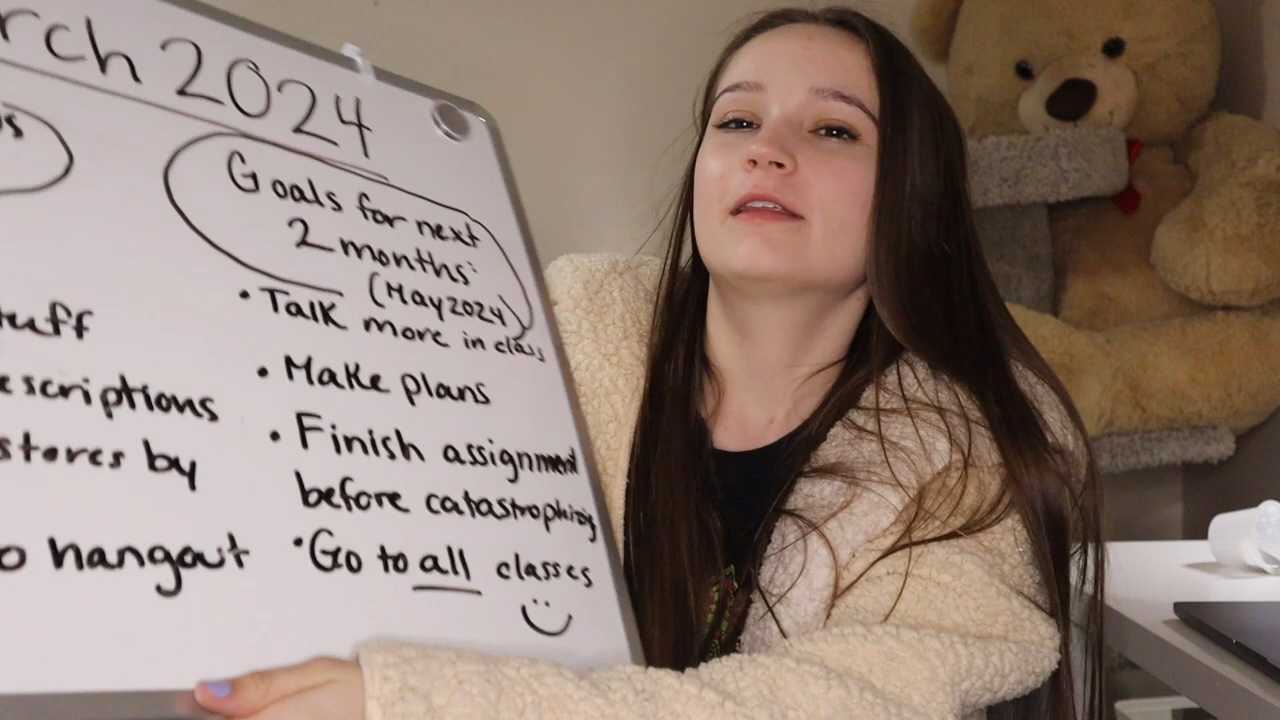 rch 2024
s
Goals for next
2 months:
(May 2024)
• Talk more in class
tuff
• Make plans
escriptions
• Finish assignment
stores by
before catastrophizing
o hangout
• Go to all classes